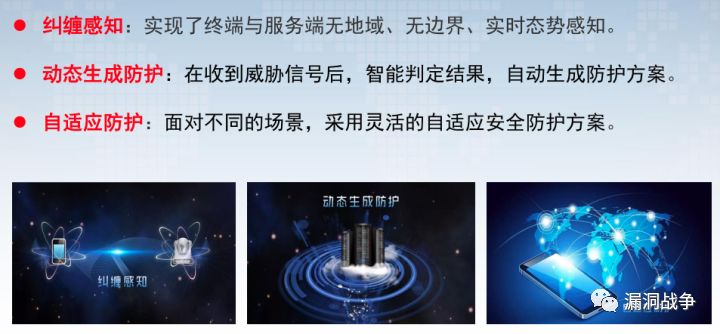 纠缠感知：实现了终端与服务端无地域、无边界、实时态势感知。
动态生成防护：在收到威胁信号后，智能判定结果，自动生成防护方案。
自适应防护：面对不同的场景，采用灵活的自适应安全防护方案。
动态生成防护
纠缠感知
漏洞战争